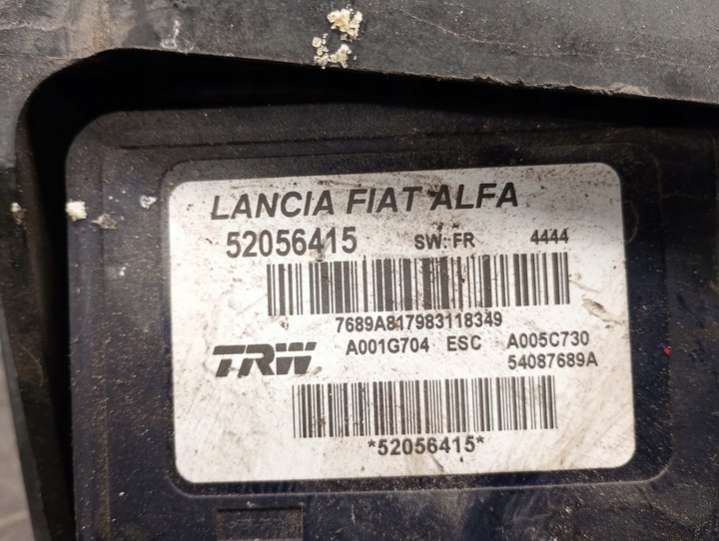 LANCIA FIAT ALFA
52056415 SW: FR 4444
7689A817983118349
TRW A001G704 ESC A005C730
54087689A
*52056415*